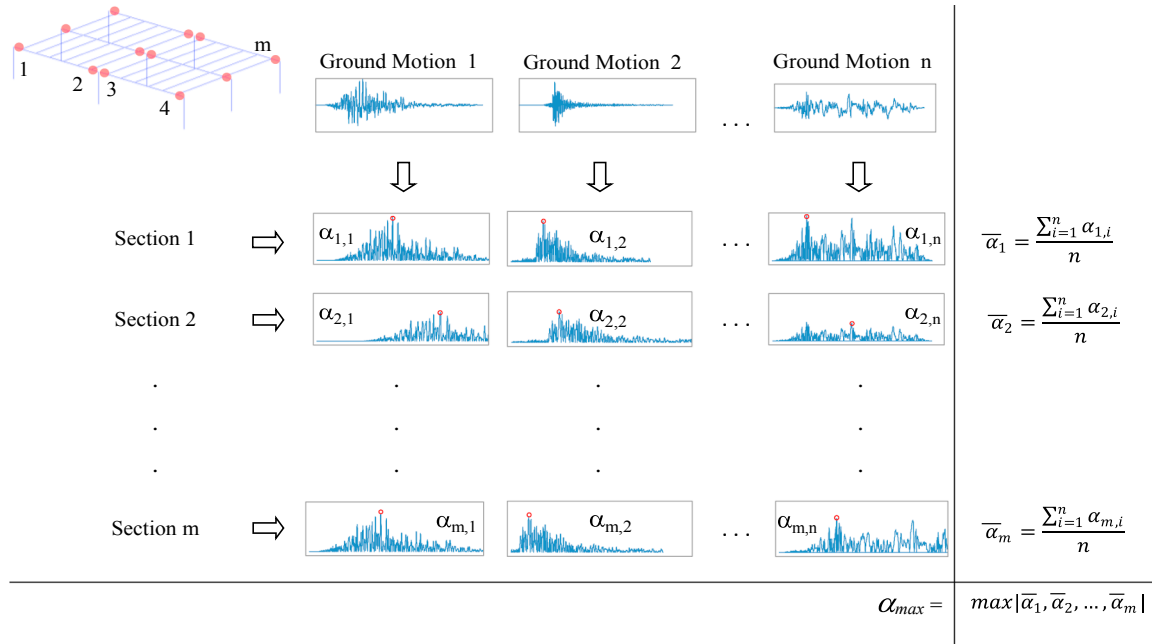 m
1
2
3
4
Ground Motion 1
Ground Motion 2
Ground Motion n
. . .
Section 1
α1,1
α1,2
. . .
α1,n
α̅1 = ∑ⁿi=1 α1,i / n
Section 2
α2,1
α2,2
. . .
α2,n
α̅2 = ∑ⁿi=1 α2,i / n
. . . .
. . . .
. . . .
Section m
αm,1
αm,2
. . .
αm,n
α̅m = ∑ⁿi=1 αm,i / n
αmax = max|α̅1, α̅2, … , α̅m|